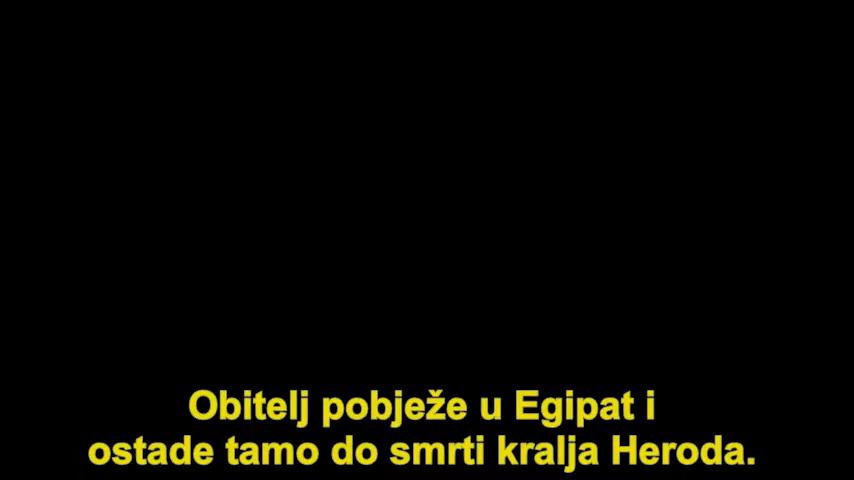 Obitelj pobježe u Egipat i
ostade tamo do smrti kralja Heroda.